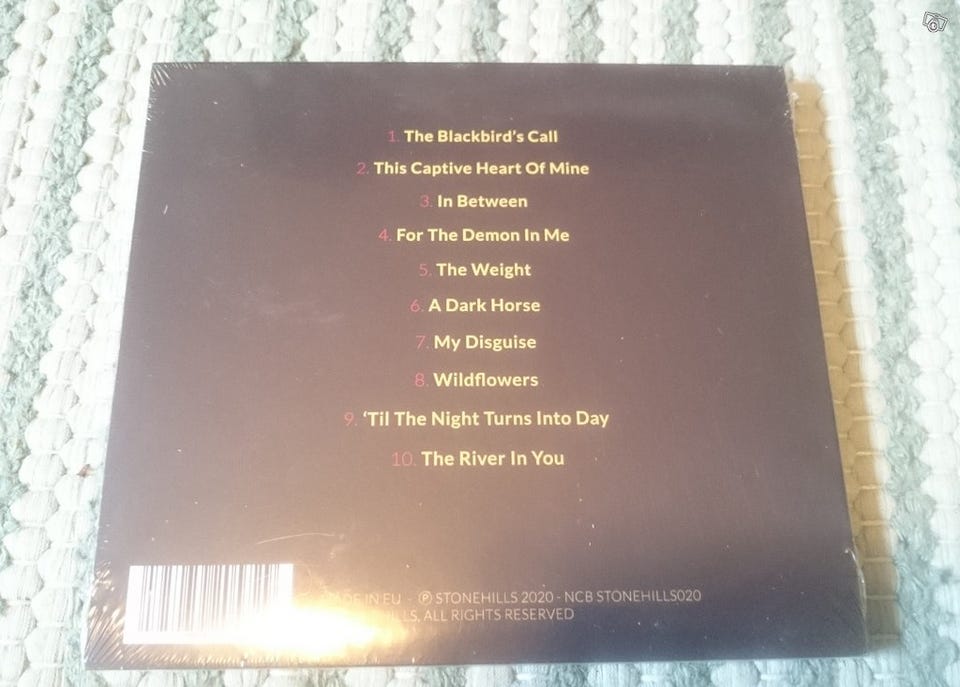 1. The Blackbird's Call
2. This Captive Heart Of Mine
3. In Between
4. For The Demon In Me
5. The Weight
6. A Dark Horse
7. My Disguise
8. Wildflowers
9. 'Til The Night Turns Into Day
10. The River In You
IN EU - ℗ STONEHILLS 2020 - NCB STONEHILLS020
ALL RIGHTS RESERVED